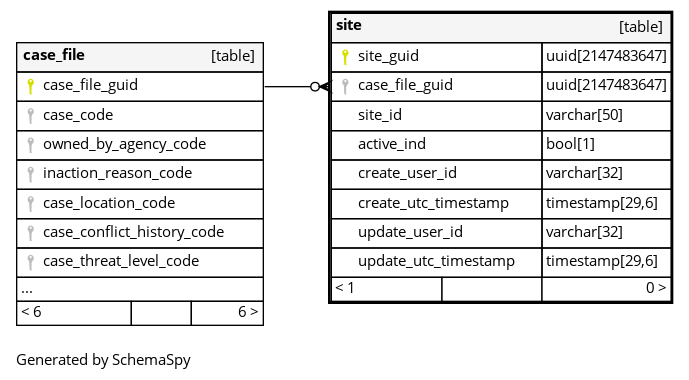 case_file [table]
case_file_guid
case_code
owned_by_agency_code
inaction_reason_code
case_location_code
case_conflict_history_code
case_threat_level_code
...
< 6 6 >
site [table]
site_guid uuid[2147483647]
case_file_guid uuid[2147483647]
site_id varchar[50]
active_ind bool[1]
create_user_id varchar[32]
create_utc_timestamp timestamp[29,6]
update_user_id varchar[32]
update_utc_timestamp timestamp[29,6]
< 1 0 >
Generated by SchemaSpy